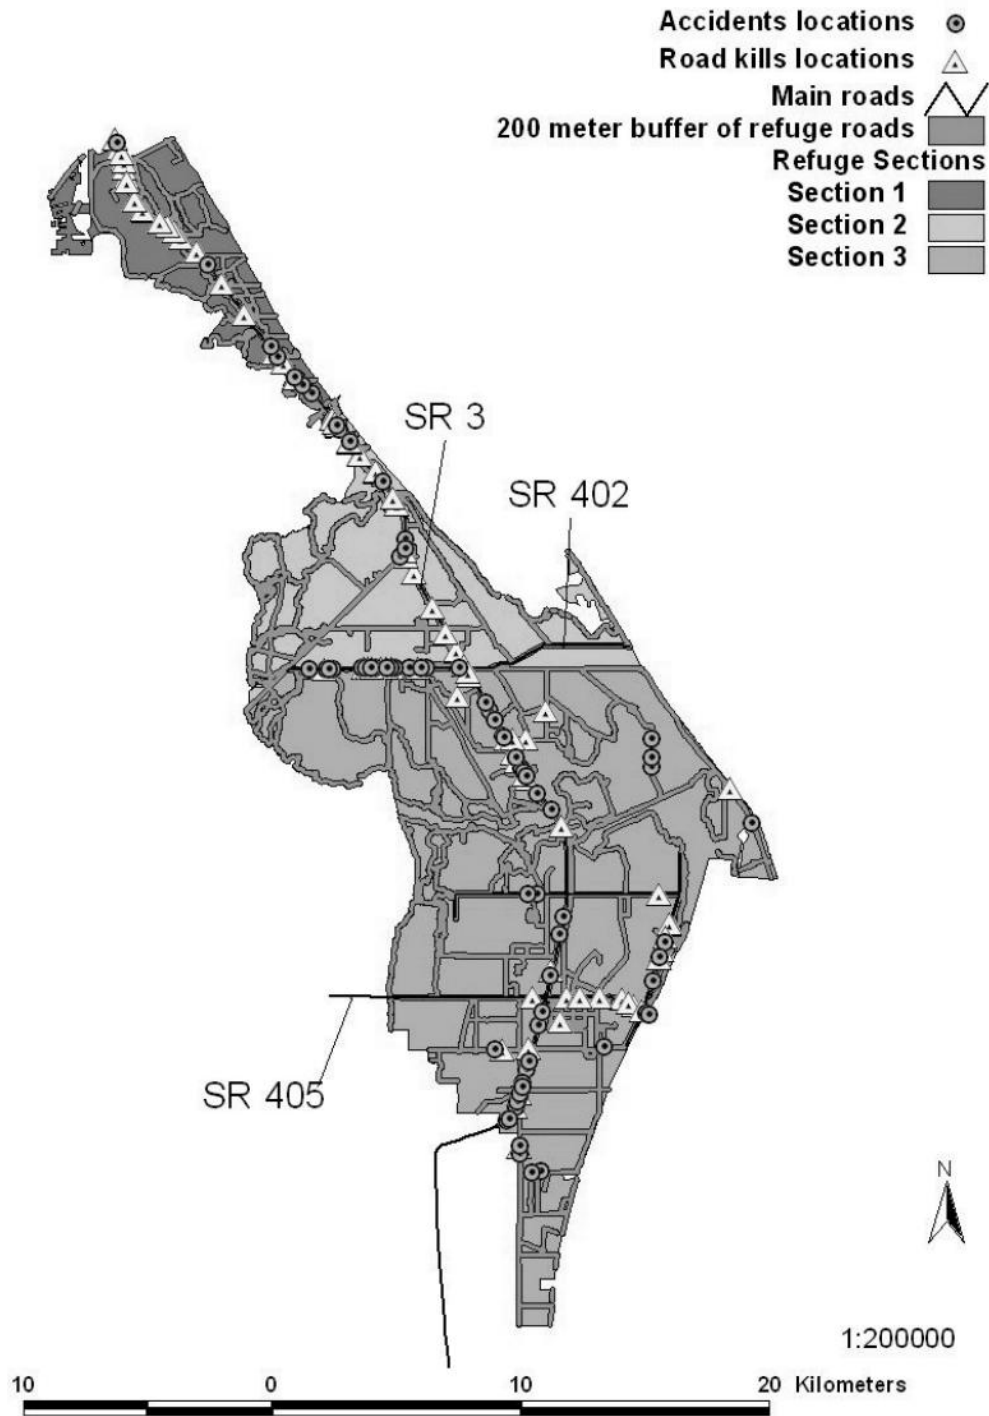 Accidents locations
Road kills locations
Main roads
200 meter buffer of refuge roads
Refuge Sections
Section 1
Section 2
Section 3
SR 3
SR 402
SR 405
N
1:200000
10 0 10 20 Kilometers